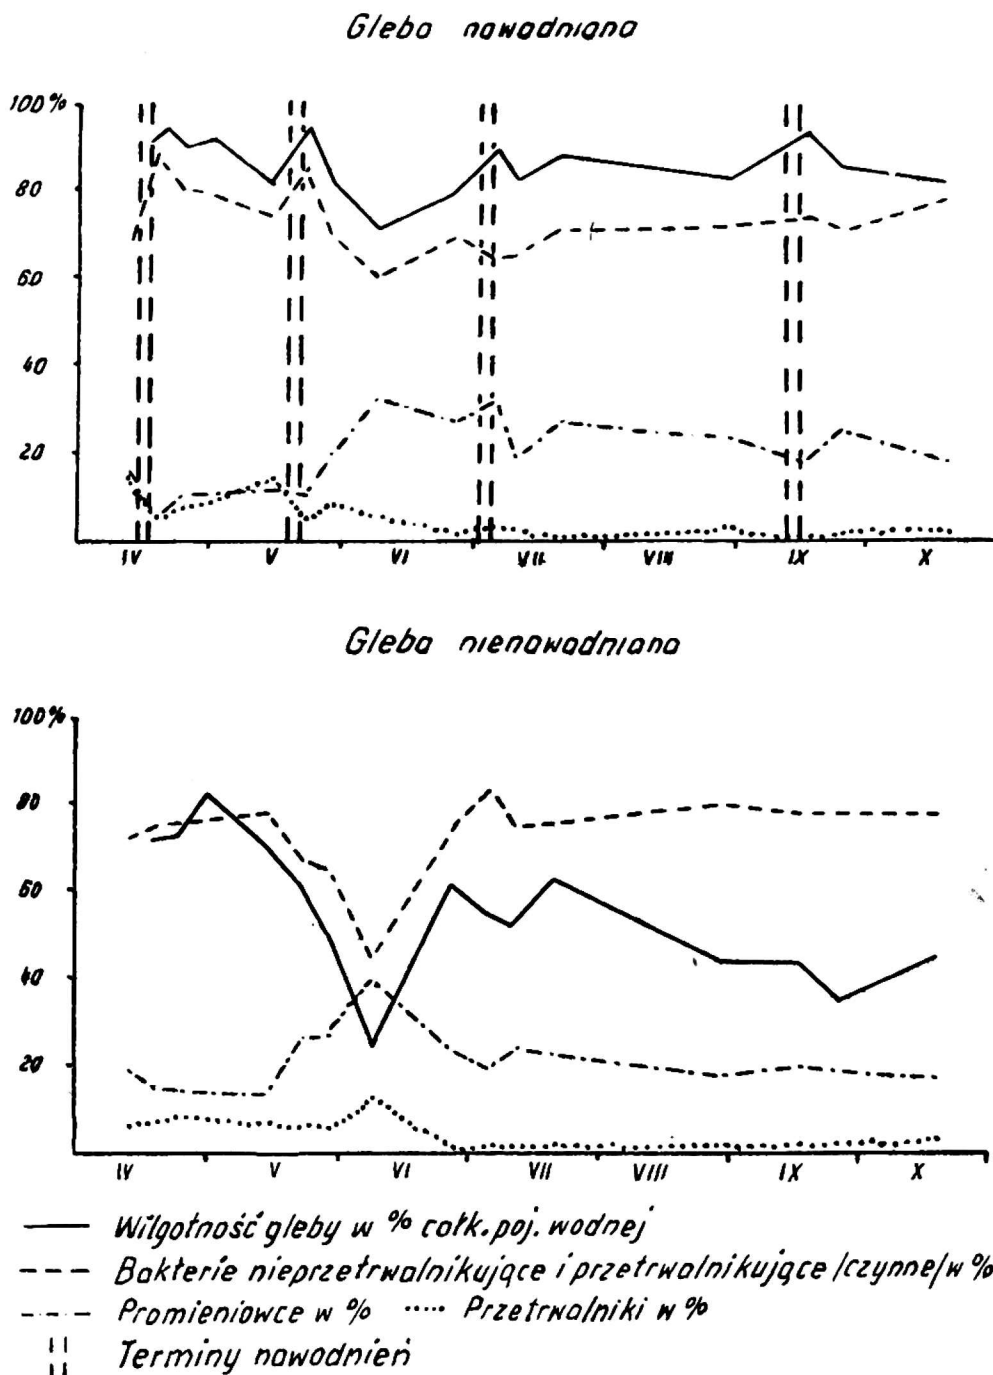 Gleba nawadniana
100%
80
60
40
20
IV V VI VII VIII IX X
Gleba nienawadniana
100%
80
60
40
20
IV V VI VII VIII IX X
Wilgotność gleby w % całk. poj. wodnej
Bakterie nieprzetrwalnikujące i przetrwalnikujące /czynne/ w %
Promieniowce w % Przetrwalniki w %
Terminy nawodnień